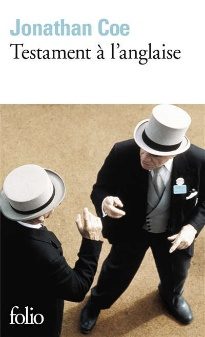 Jonathan Coe
Testament à l'anglaise
folio